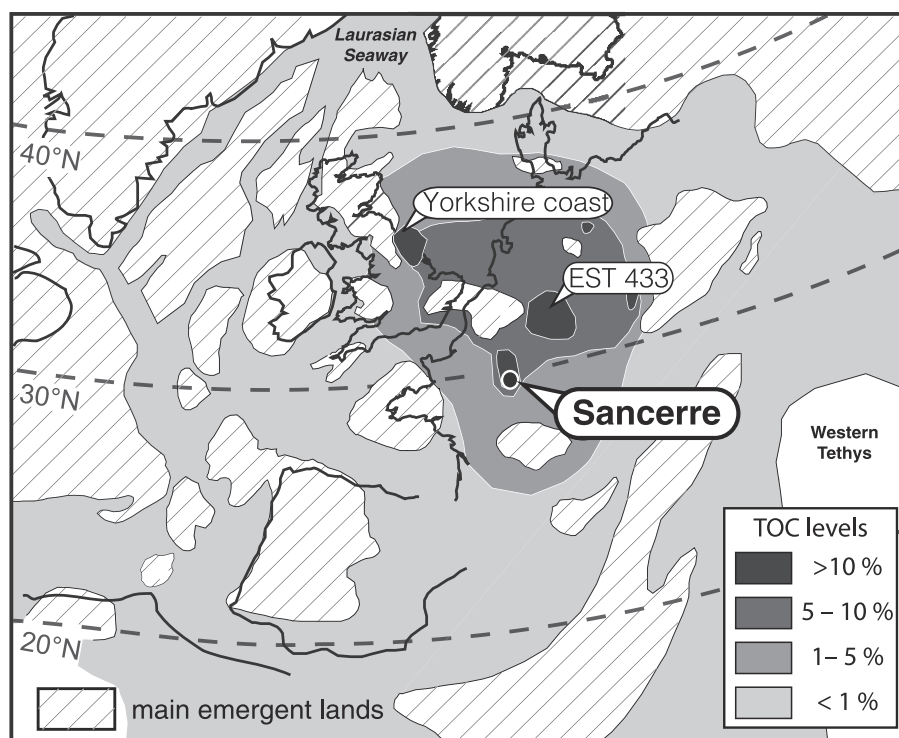 Laurasian
Seaway
40°N
Yorkshire coast
EST 433
30°N
Sancerre
Western
Tethys
TOC levels
>10 %
5 – 10 %
1– 5 %
< 1 %
20°N
main emergent lands